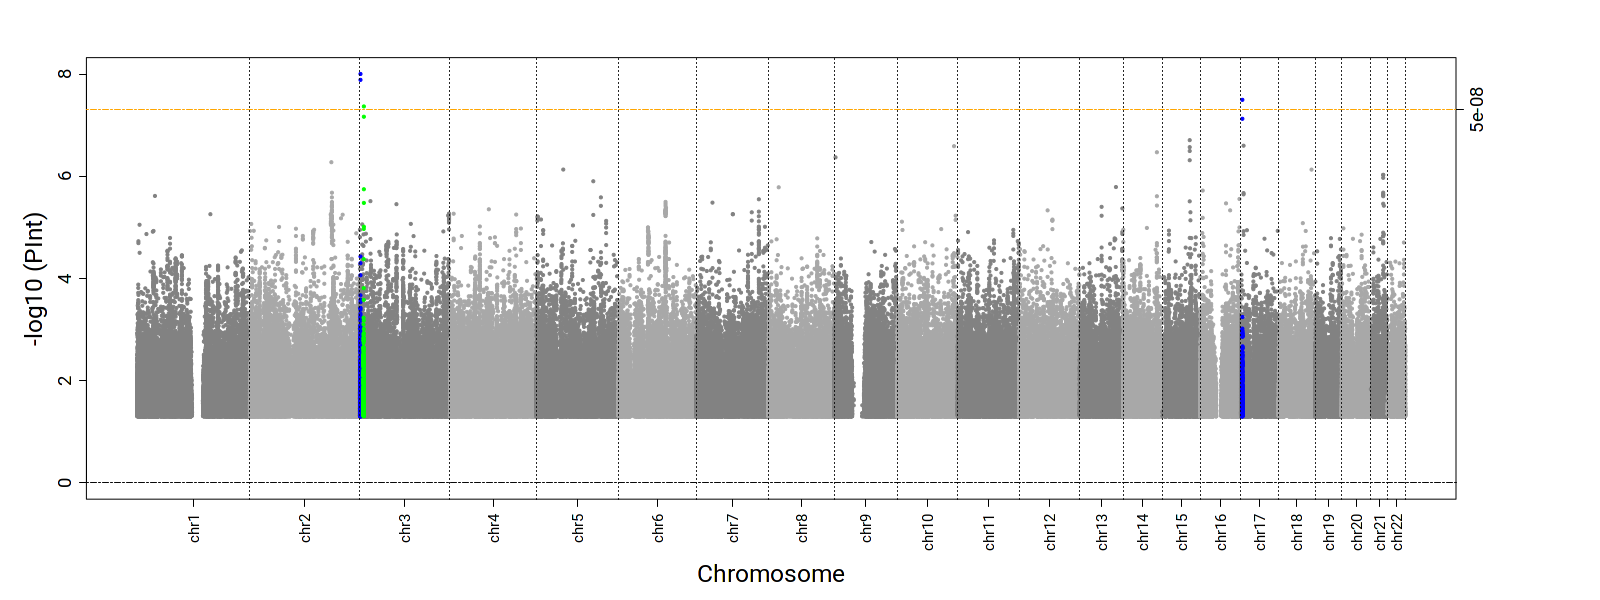 -log10 (PInt)
8
6
4
2
0
5e-08
chr1
chr2
chr3
chr4
chr5
chr6
chr7
chr8
chr9
chr10
chr11
chr12
chr13
chr14
chr15
chr16
chr17
chr18
chr19
chr20
chr21
chr22
Chromosome